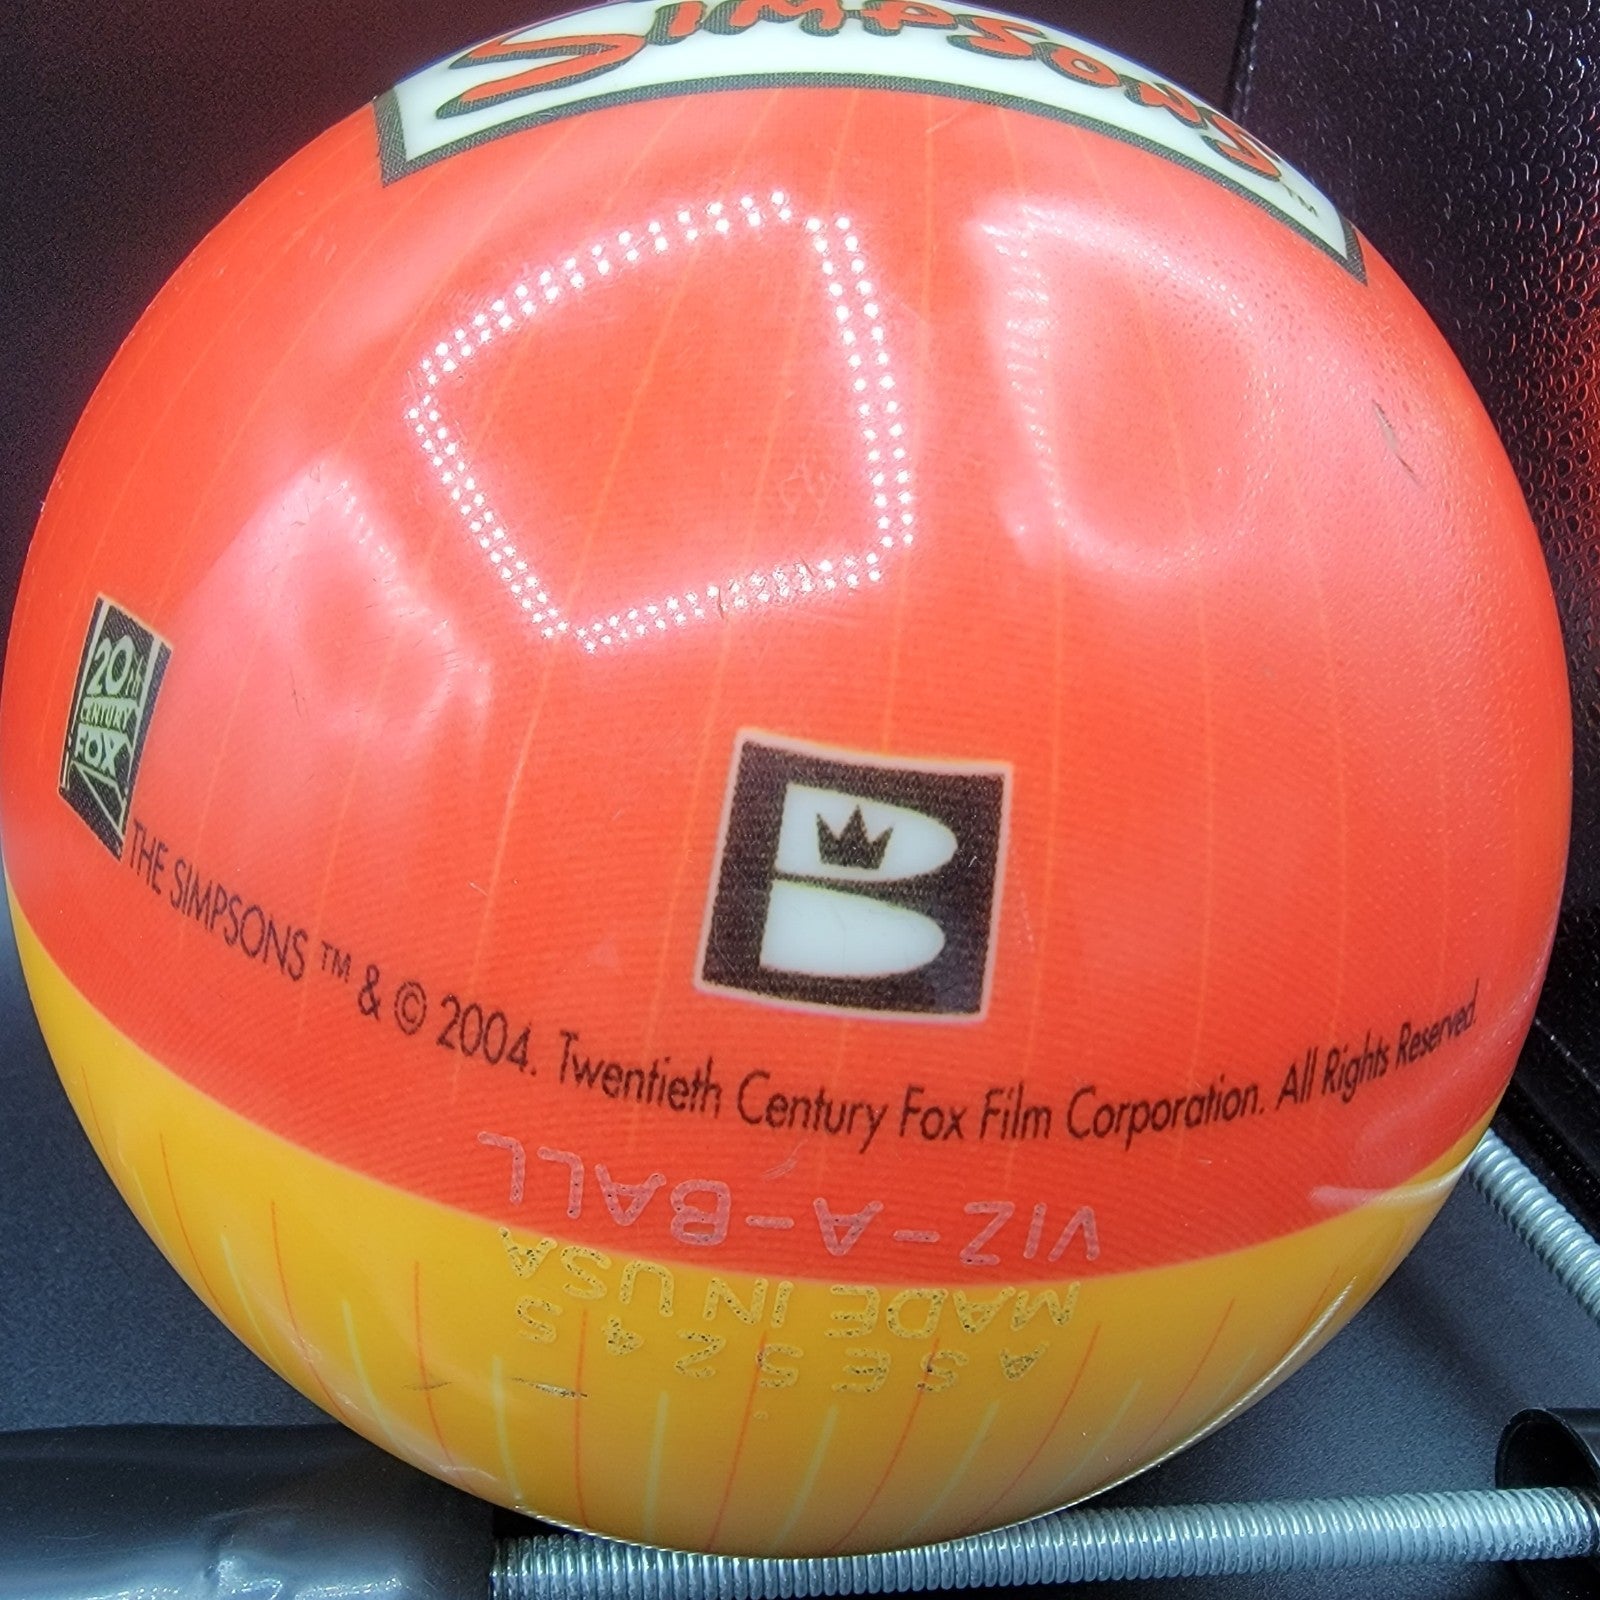 SIMPSONS
TM
20th
CENTURY
FOX
B
THE SIMPSONS ™ & © 2004. Twentieth Century Fox Film Corporation. All Rights Reserved.
VIZ-A-BALL
MADE IN USA
ASES245